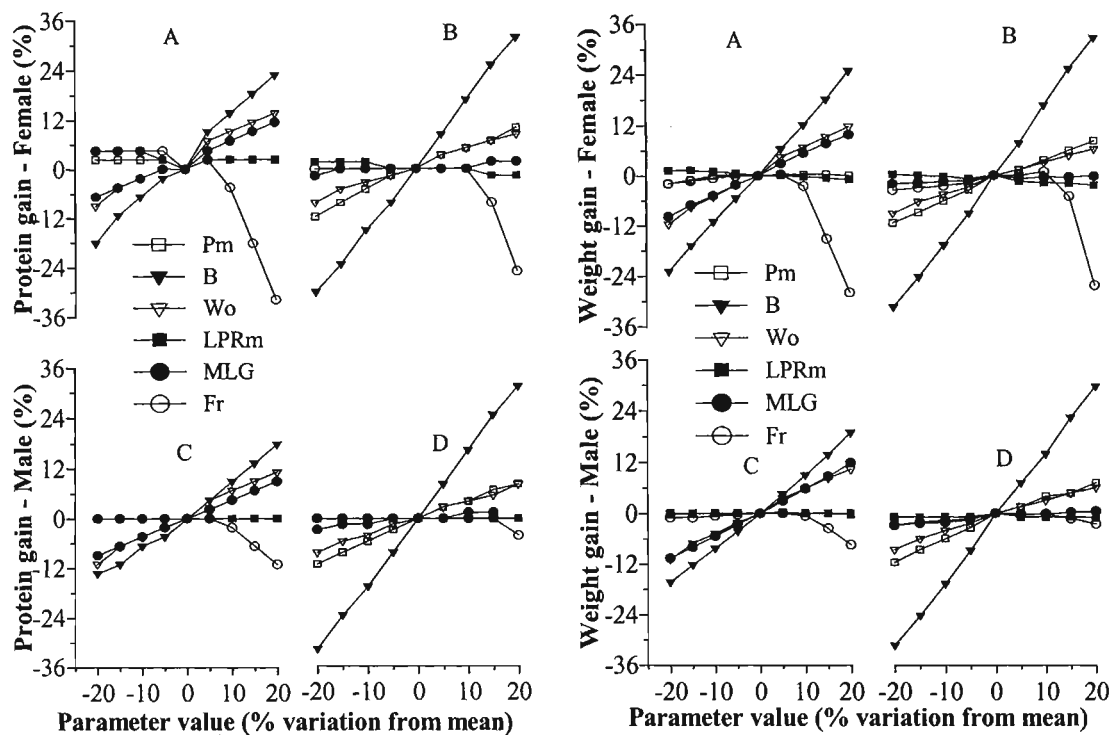 Protein gain - Female (%)
36
24
12
0
-12
-24
-36
A
B
Pm
B
Wo
LPRm
MLG
Fr
Protein gain - Male (%)
36
24
12
0
-12
-24
-36
C
D
-20 -10 0 10 20
-20 -10 0 10 20
Parameter value (% variation from mean)
Weight gain - Female (%)
36
24
12
0
-12
-24
-36
A
B
Pm
B
Wo
LPRm
MLG
Fr
Weight gain - Male (%)
36
24
12
0
-12
-24
-36
C
D
-20 -10 0 10 20
-20 -10 0 10 20
Parameter value (% variation from mean)